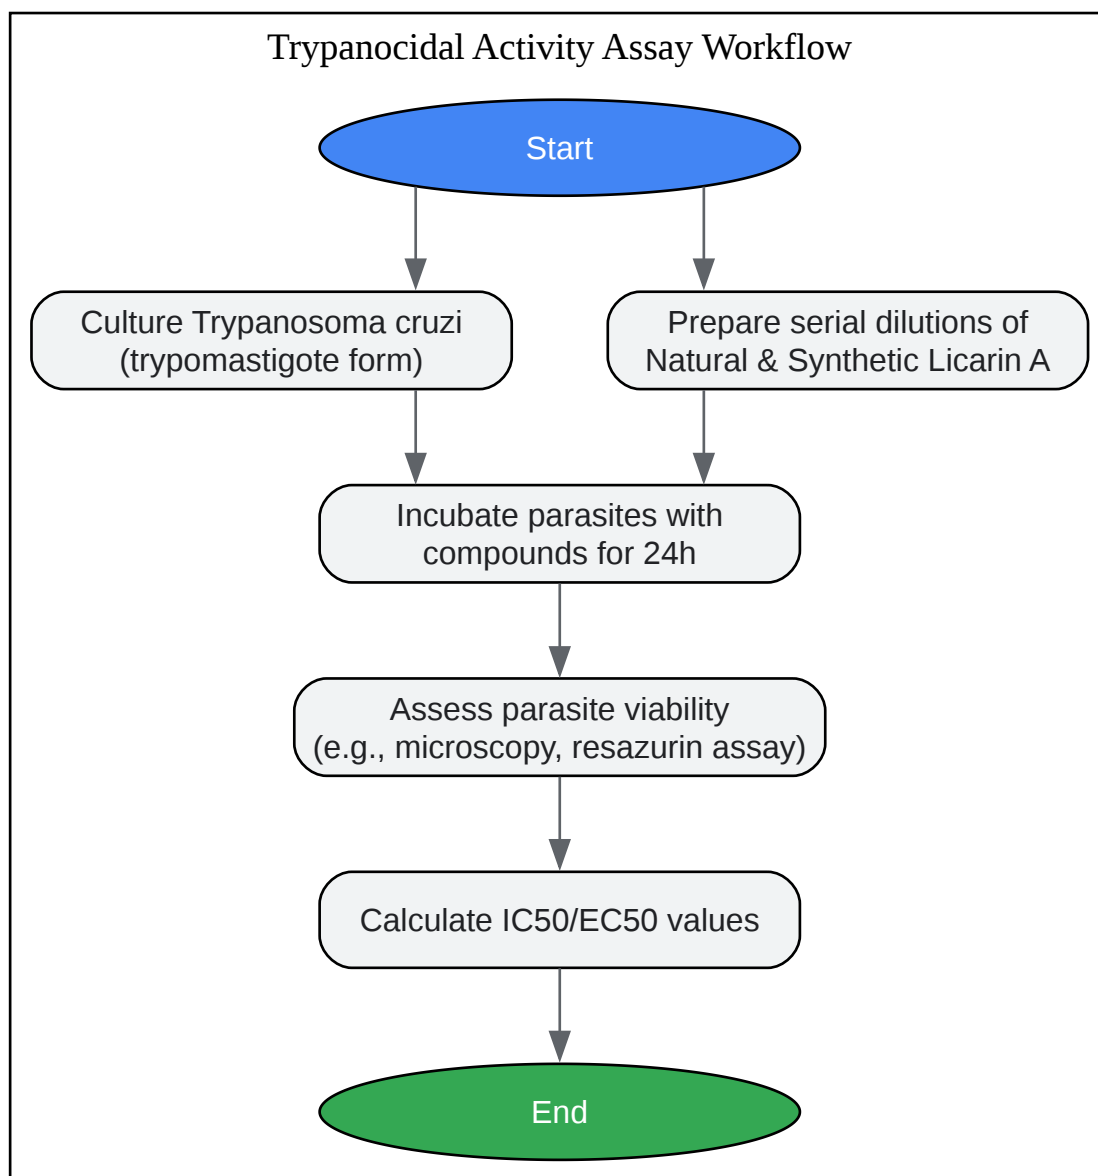 Trypanocidal Activity Assay Workflow
Start
Culture Trypanosoma cruzi
(trypomastigote form)
Prepare serial dilutions of
Natural & Synthetic Licarin A
Incubate parasites with
compounds for 24h
Assess parasite viability
(e.g., microscopy, resazurin assay)
Calculate IC50/EC50 values
End